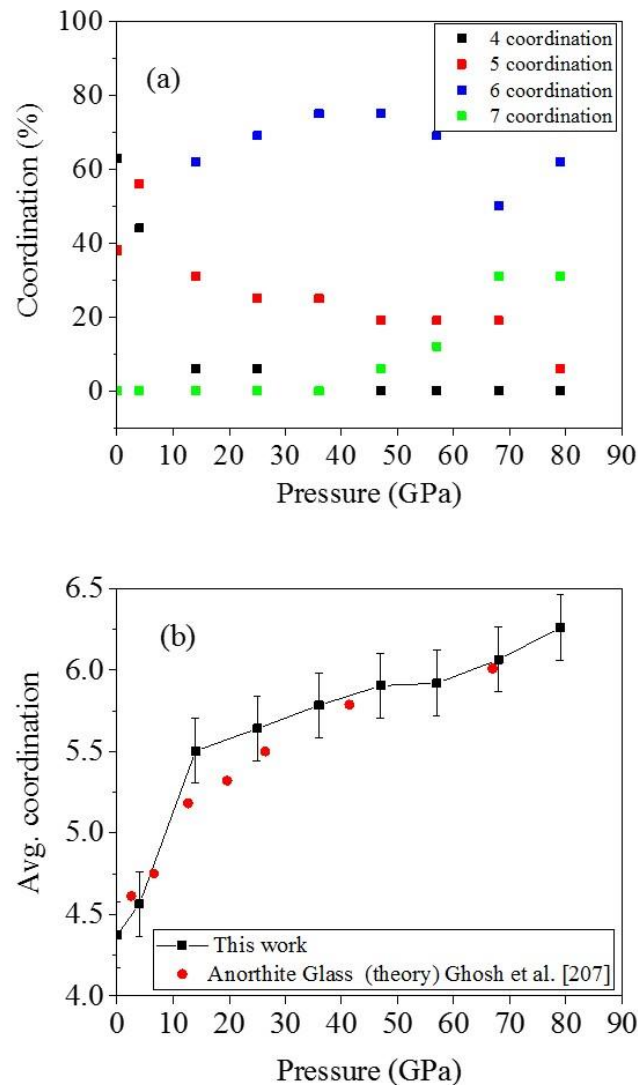 100
80
60
40
20
0
Coordination (%)
(a)
4 coordination
5 coordination
6 coordination
7 coordination
0 10 20 30 40 50 60 70 80 90
Pressure (GPa)
6.5
6.0
5.5
5.0
4.5
4.0
Avg. coordination
(b)
This work
Anorthite Glass (theory) Ghosh et al. [207]
0 10 20 30 40 50 60 70 80 90
Pressure (GPa)